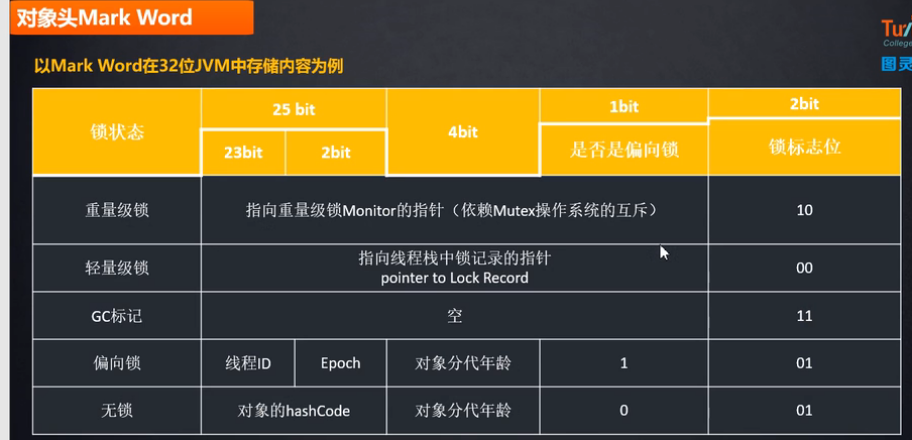 对象头Mark Word
Tu
College
图灵
以Mark Word在32位JVM中存储内容为例
锁状态 25 bit 4bit 1bit 2bit
23bit 2bit 是否是偏向锁 锁标志位
重量级锁 指向重量级锁Monitor的指针（依赖Mutex操作系统的互斥） 10
轻量级锁 指向线程栈中锁记录的指针 00
pointer to Lock Record
GC标记 空 11
偏向锁 线程ID Epoch 对象分代年龄 1 01
无锁 对象的hashCode 对象分代年龄 0 01